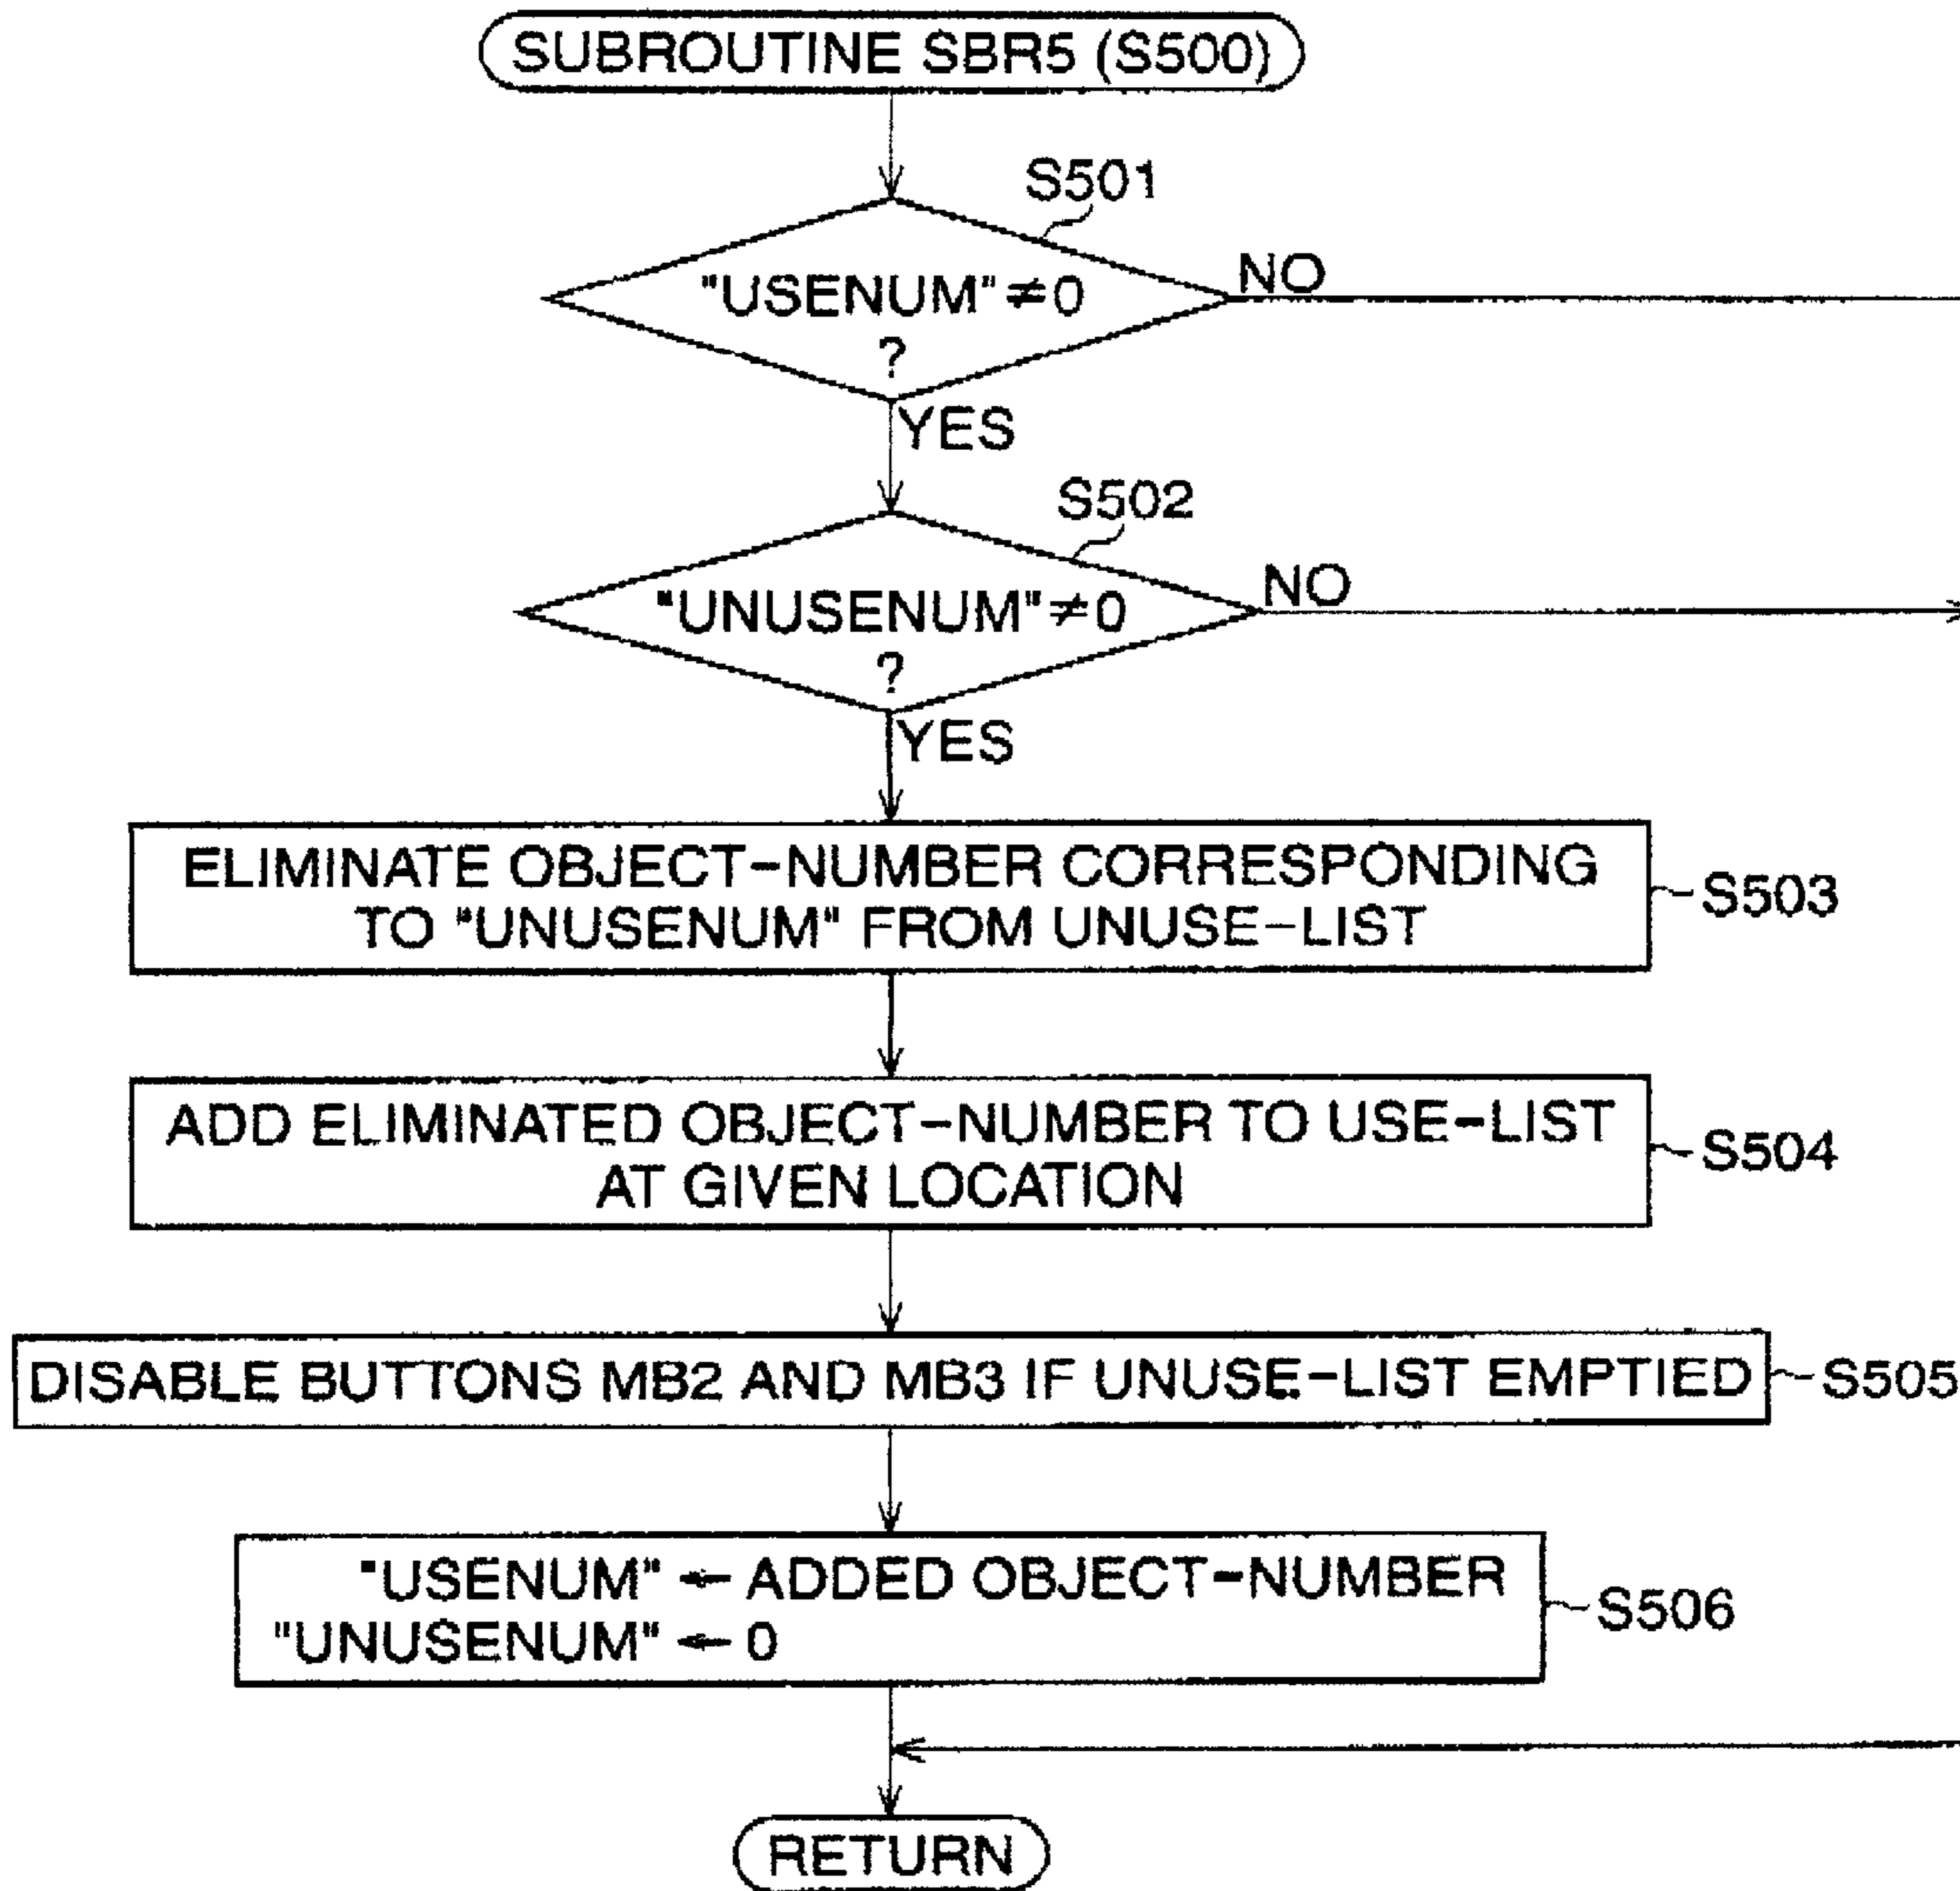 SUBROUTINE SBR5 (S500)
S501
"USENUM"≠0
?
NO
YES
S502
"UNUSENUM"≠0
?
NO
YES
ELIMINATE OBJECT-NUMBER CORRESPONDING
TO "UNUSENUM" FROM UNUSE-LIST
S503
ADD ELIMINATED OBJECT-NUMBER TO USE-LIST
AT GIVEN LOCATION
S504
DISABLE BUTTONS MB2 AND MB3 IF UNUSE-LIST EMPTIED
S505
"USENUM" ← ADDED OBJECT-NUMBER
"UNUSENUM" ← 0
S506
RETURN